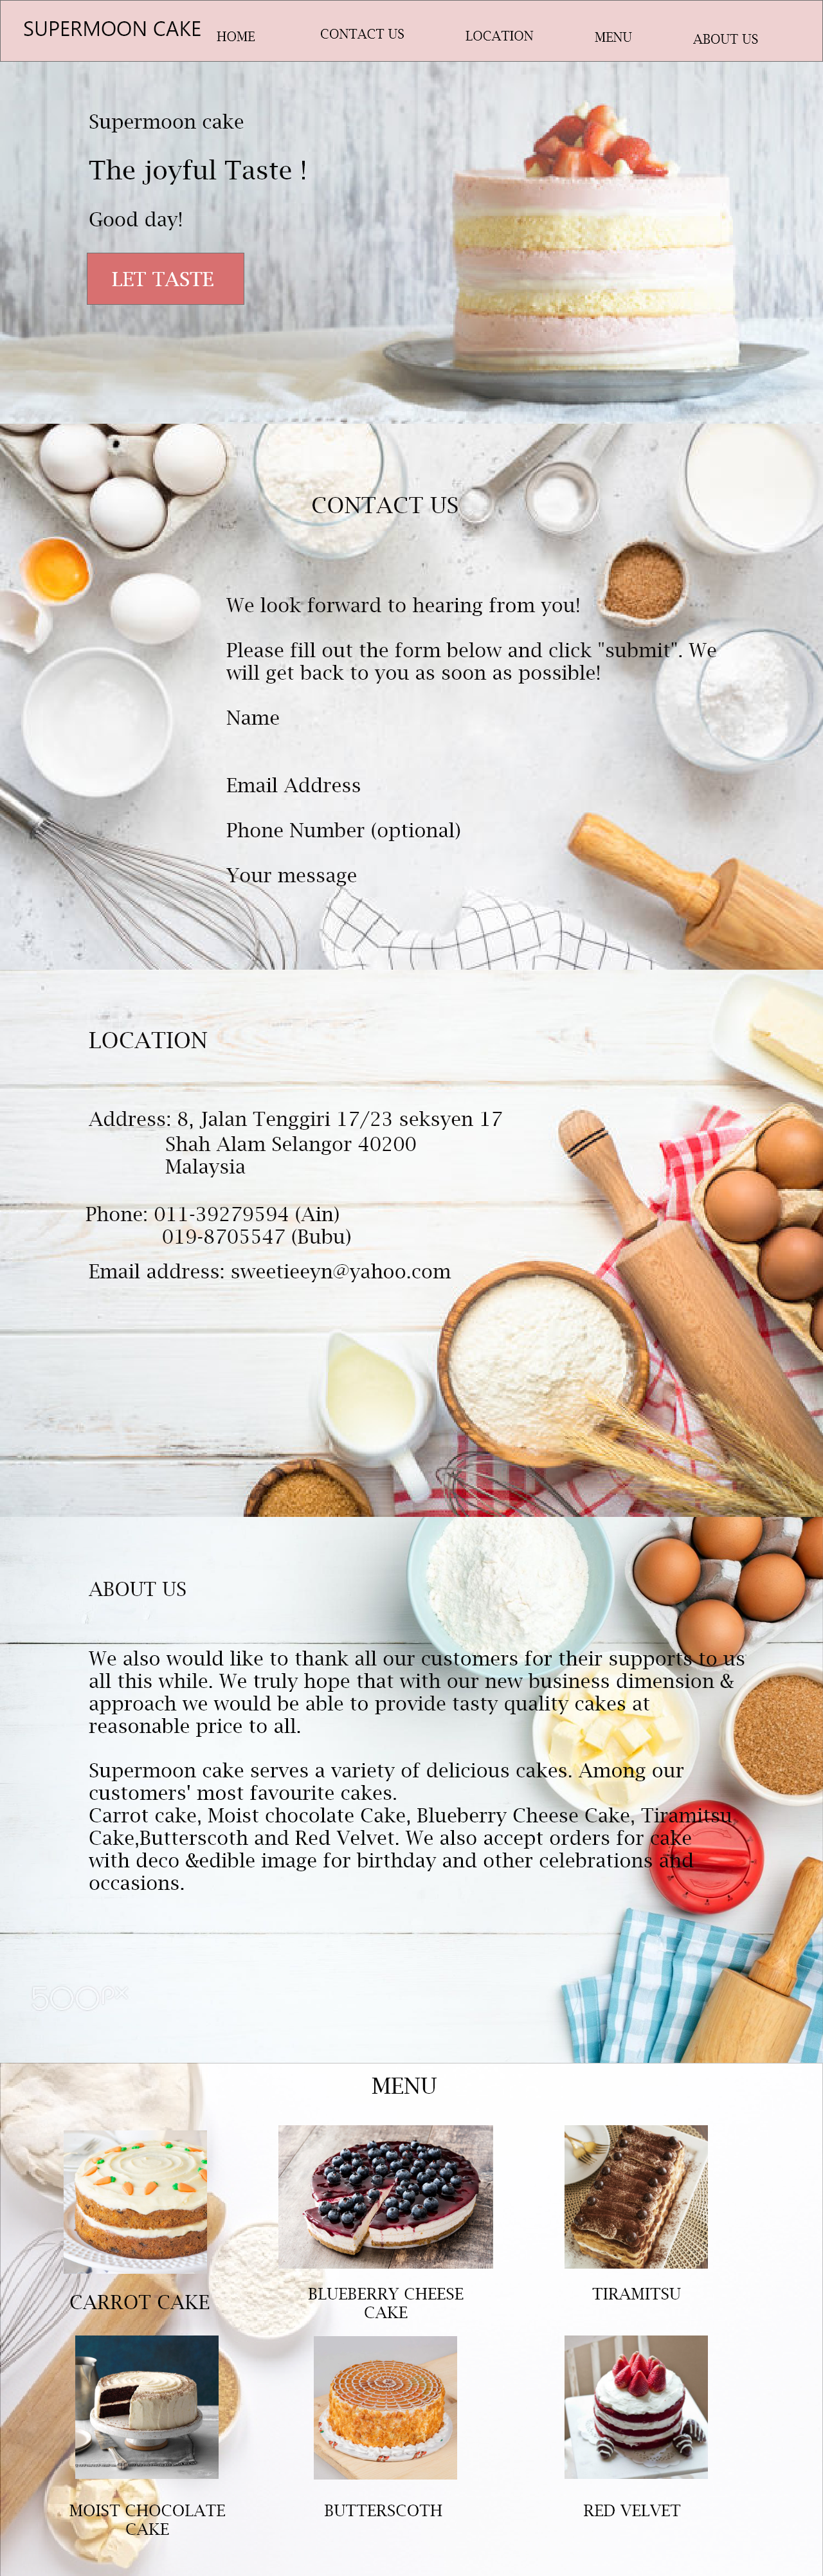 SUPERMOON CAKE
HOME
CONTACT US
LOCATION
MENU
ABOUT US
Supermoon cake
The joyful Taste !
Good day!
LET TASTE
CONTACT US
We look forward to hearing from you!
Please fill out the form below and click "submit". We
will get back to you as soon as possible!
Name
Email Address
Phone Number (optional)
Your message
LOCATION
Address: 8, Jalan Tenggiri 17/23 seksyen 17
Shah Alam Selangor 40200
Malaysia
Phone: 011-39279594 (Ain)
019-8705547 (Bubu)
Email address: sweetieeyn@yahoo.com
ABOUT US
We also would like to thank all our customers for their supports to us
all this while. We truly hope that with our new business dimension &
approach we would be able to provide tasty quality cakes at
reasonable price to all.
Supermoon cake serves a variety of delicious cakes. Among our
customers' most favourite cakes.
Carrot cake, Moist chocolate Cake, Blueberry Cheese Cake, Tiramitsu,
Cake,Butterscoth and Red Velvet. We also accept orders for cake
with deco &edible image for birthday and other celebrations and
occasions.
500px
MENU
CARROT CAKE
BLUEBERRY CHEESE
CAKE
TIRAMITSU
MOIST CHOCOLATE
CAKE
BUTTERSCOTH
RED VELVET